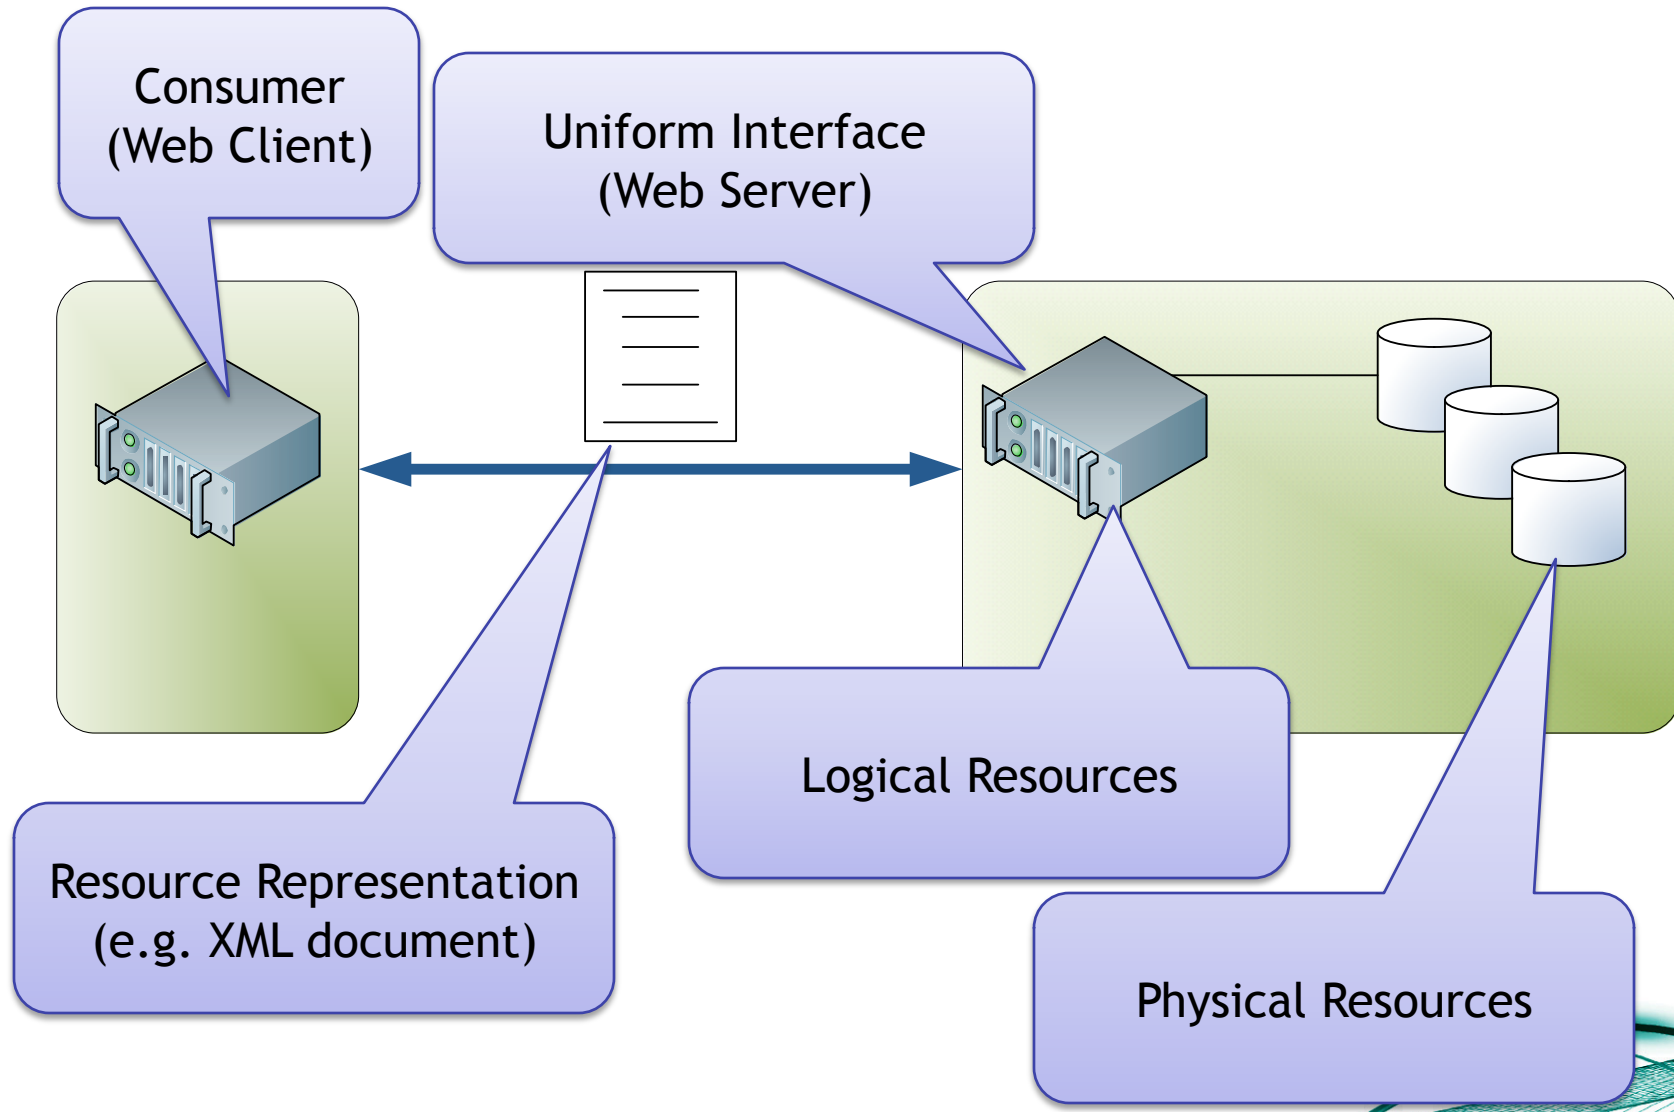 Consumer
(Web Client)
Uniform Interface
(Web Server)
Logical Resources
Resource Representation
(e.g. XML document)
Physical Resources